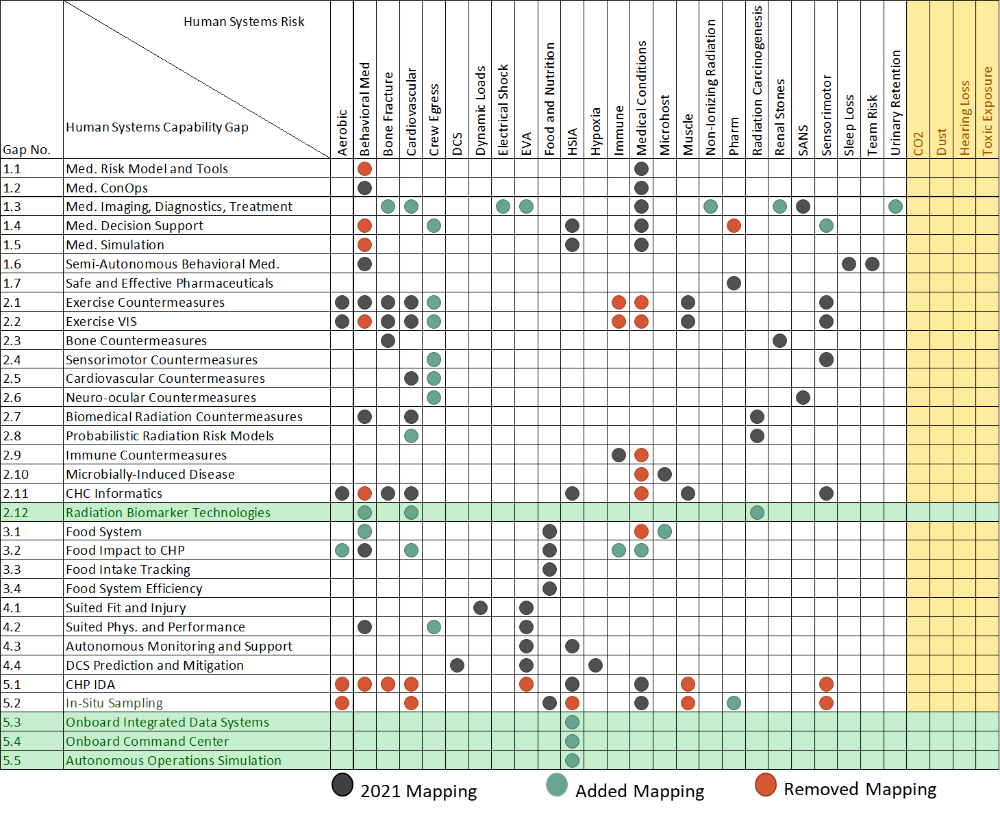 Human Systems Risk
Human Systems Capability Gap
Gap No.
Aerobic
Behavioral Med
Bone Fracture
Cardiovascular
Crew Egress
DCS
Dynamic Loads
Electrical Shock
EVA
Food and Nutrition
HSIA
Hypoxia
Immune
Medical Conditions
Microhost
Muscle
Non-Ionizing Radiation
Pharm
Radiation Carcinogenesis
Renal Stones
SANS
Sensorimotor
Sleep Loss
Team Risk
Urinary Retention
CO2
Dust
Hearing Loss
Toxic Exposure
1.1 Med. Risk Model and Tools
1.2 Med. ConOps
1.3 Med. Imaging, Diagnostics, Treatment
1.4 Med. Decision Support
1.5 Med. Simulation
1.6 Semi-Autonomous Behavioral Med.
1.7 Safe and Effective Pharmaceuticals
2.1 Exercise Countermeasures
2.2 Exercise VIS
2.3 Bone Countermeasures
2.4 Sensorimotor Countermeasures
2.5 Cardiovascular Countermeasures
2.6 Neuro-ocular Countermeasures
2.7 Biomedical Radiation Countermeasures
2.8 Probabilistic Radiation Risk Models
2.9 Immune Countermeasures
2.10 Microbially-Induced Disease
2.11 CHC Informatics
2.12 Radiation Biomarker Technologies
3.1 Food System
3.2 Food Impact to CHP
3.3 Food Intake Tracking
3.4 Food System Efficiency
4.1 Suited Fit and Injury
4.2 Suited Phys. and Performance
4.3 Autonomous Monitoring and Support
4.4 DCS Prediction and Mitigation
5.1 CHP IDA
5.2 In-Situ Sampling
5.3 Onboard Integrated Data Systems
5.4 Onboard Command Center
5.5 Autonomous Operations Simulation
2021 Mapping
Added Mapping
Removed Mapping